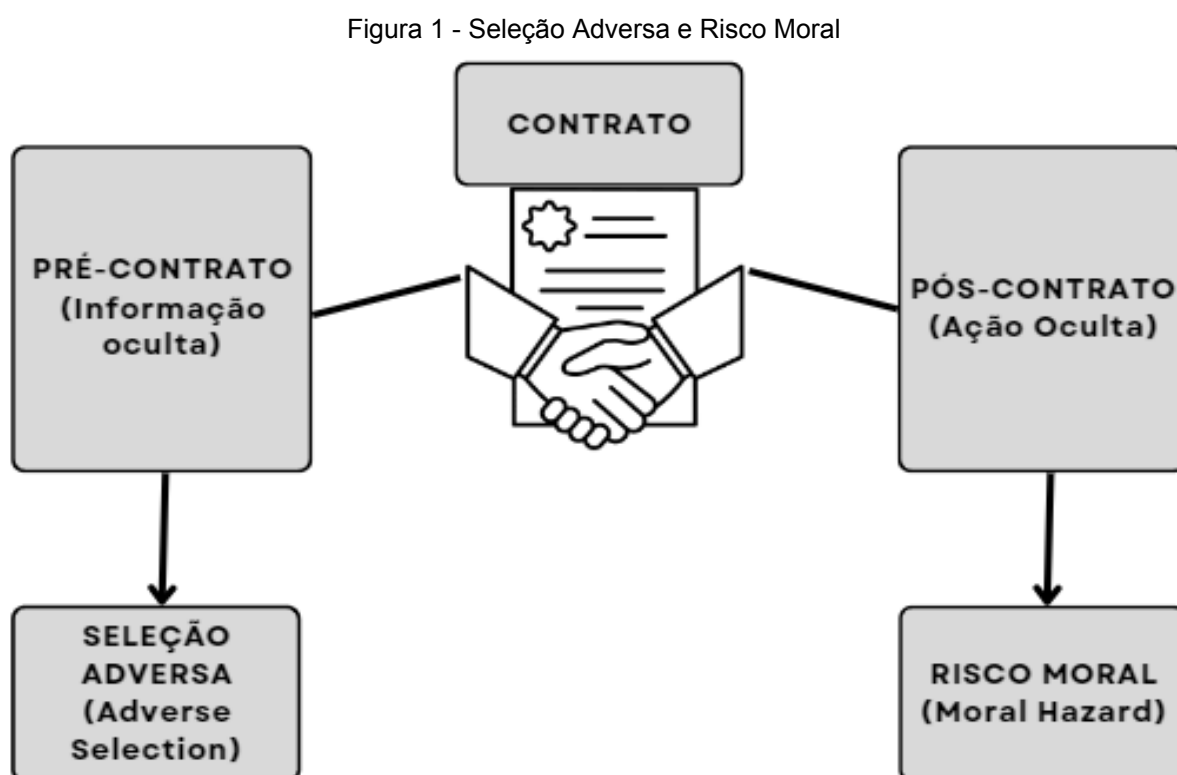 Figura 1 - Seleção Adversa e Risco Moral
CONTRATO
PRÉ-CONTRATO
(Informação
oculta)
PÓS-CONTRATO
(Ação Oculta)
SELEÇÃO
ADVERSA
(Adverse
Selection)
RISCO MORAL
(Moral Hazard)